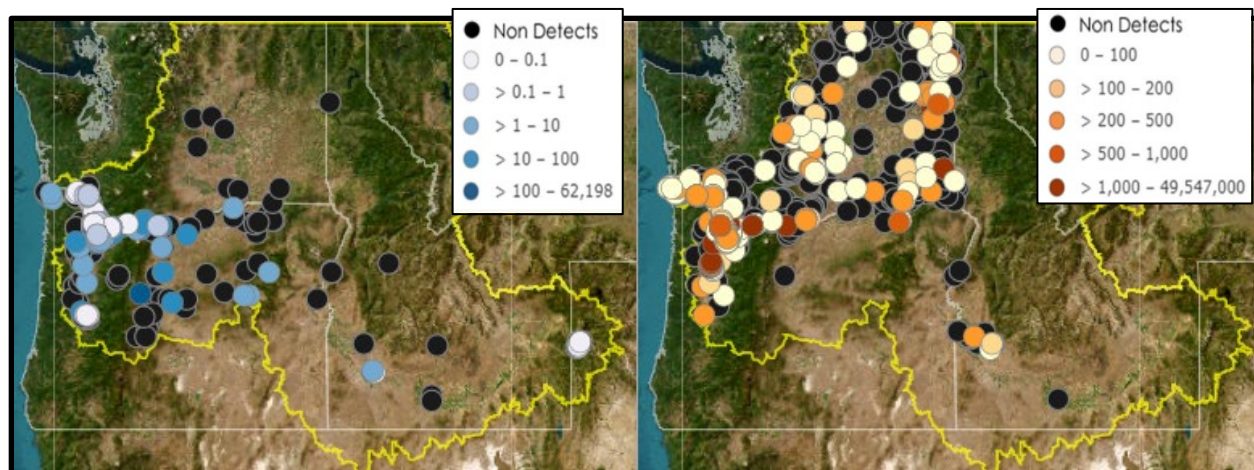 Non Detects
0 – 0.1
> 0.1 – 1
> 1 – 10
> 10 – 100
> 100 – 62,198
Non Detects
0 – 100
> 100 – 200
> 200 – 500
> 500 – 1,000
> 1,000 – 49,547,000